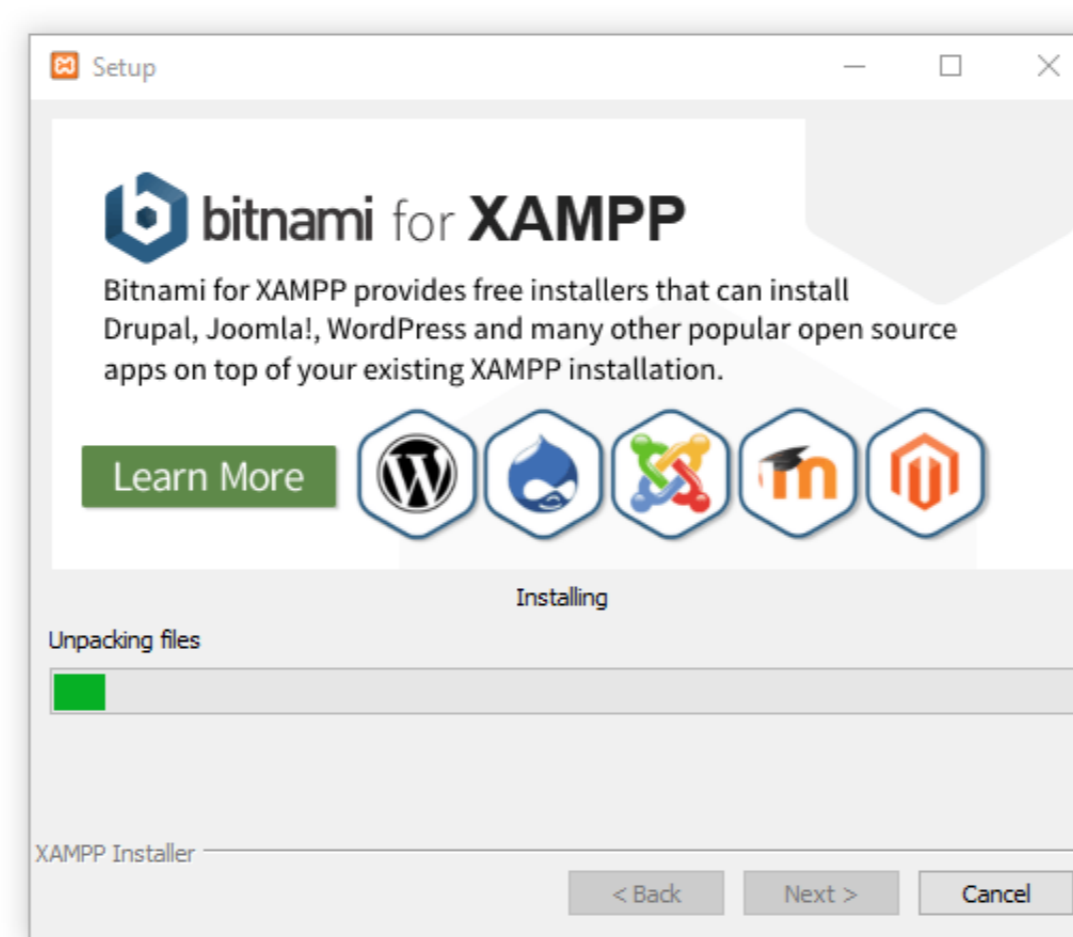 Setup
bitnami for XAMPP
Bitnami for XAMPP provides free installers that can install
Drupal, Joomla!, WordPress and many other popular open source
apps on top of your existing XAMPP installation.
Learn More
Installing
Unpacking files
XAMPP Installer
< Back Next > Cancel